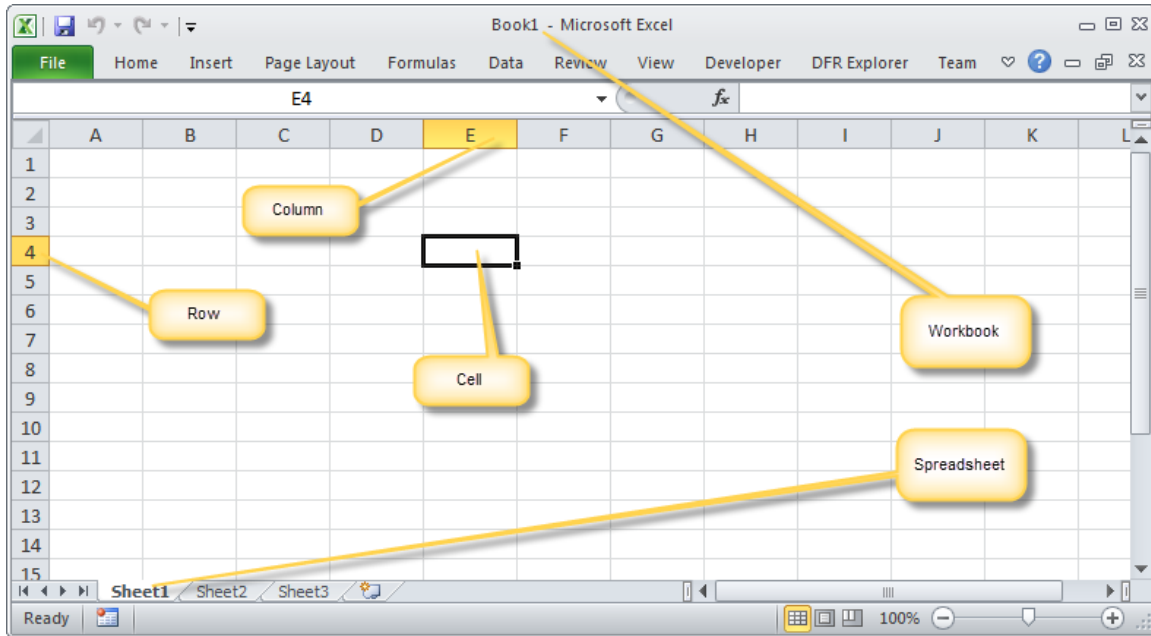 Book1 - Microsoft Excel
File Home Insert Page Layout Formulas Data Review View Developer DFR Explorer Team
E4 fx
A B C D E F G H I J K L
1
2
Column
3
4
5
6 Row
Workbook
7
8
Cell
9
10
11
Spreadsheet
12
13
14
15
Sheet1 Sheet2 Sheet3
Ready 100%